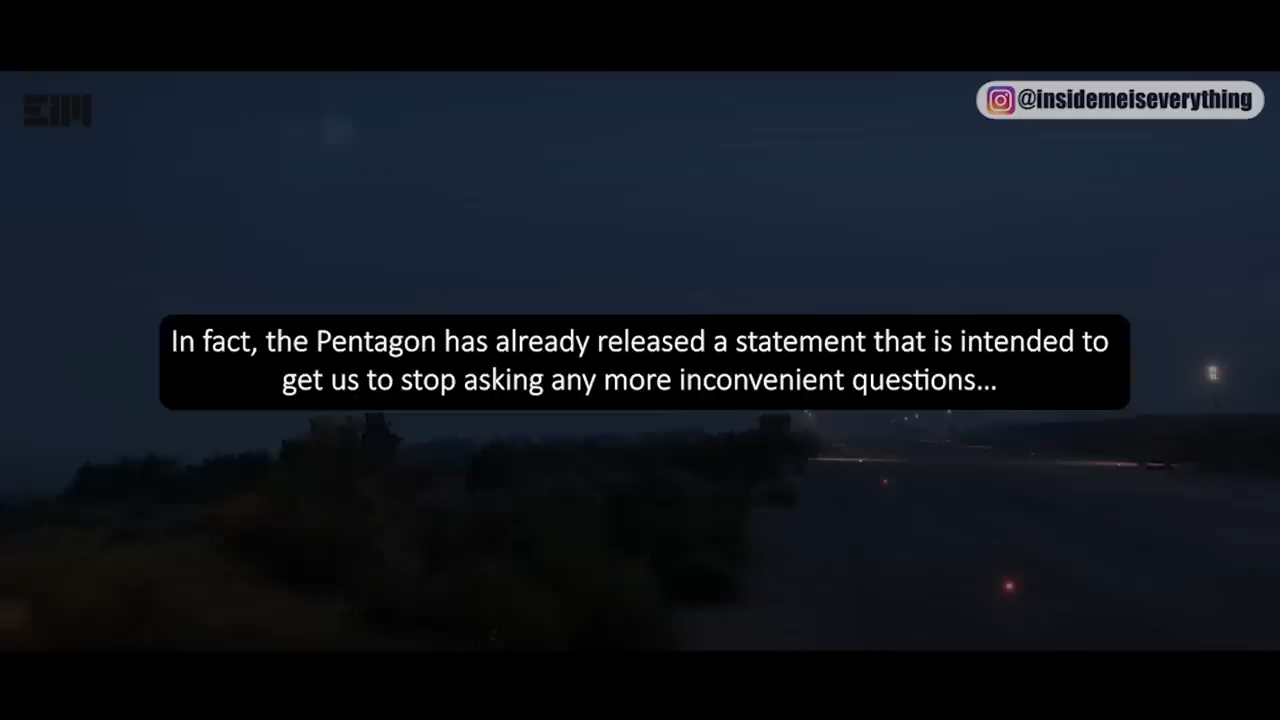 @insidemeiseverything
In fact, the Pentagon has already released a statement that is intended to
get us to stop asking any more inconvenient questions...